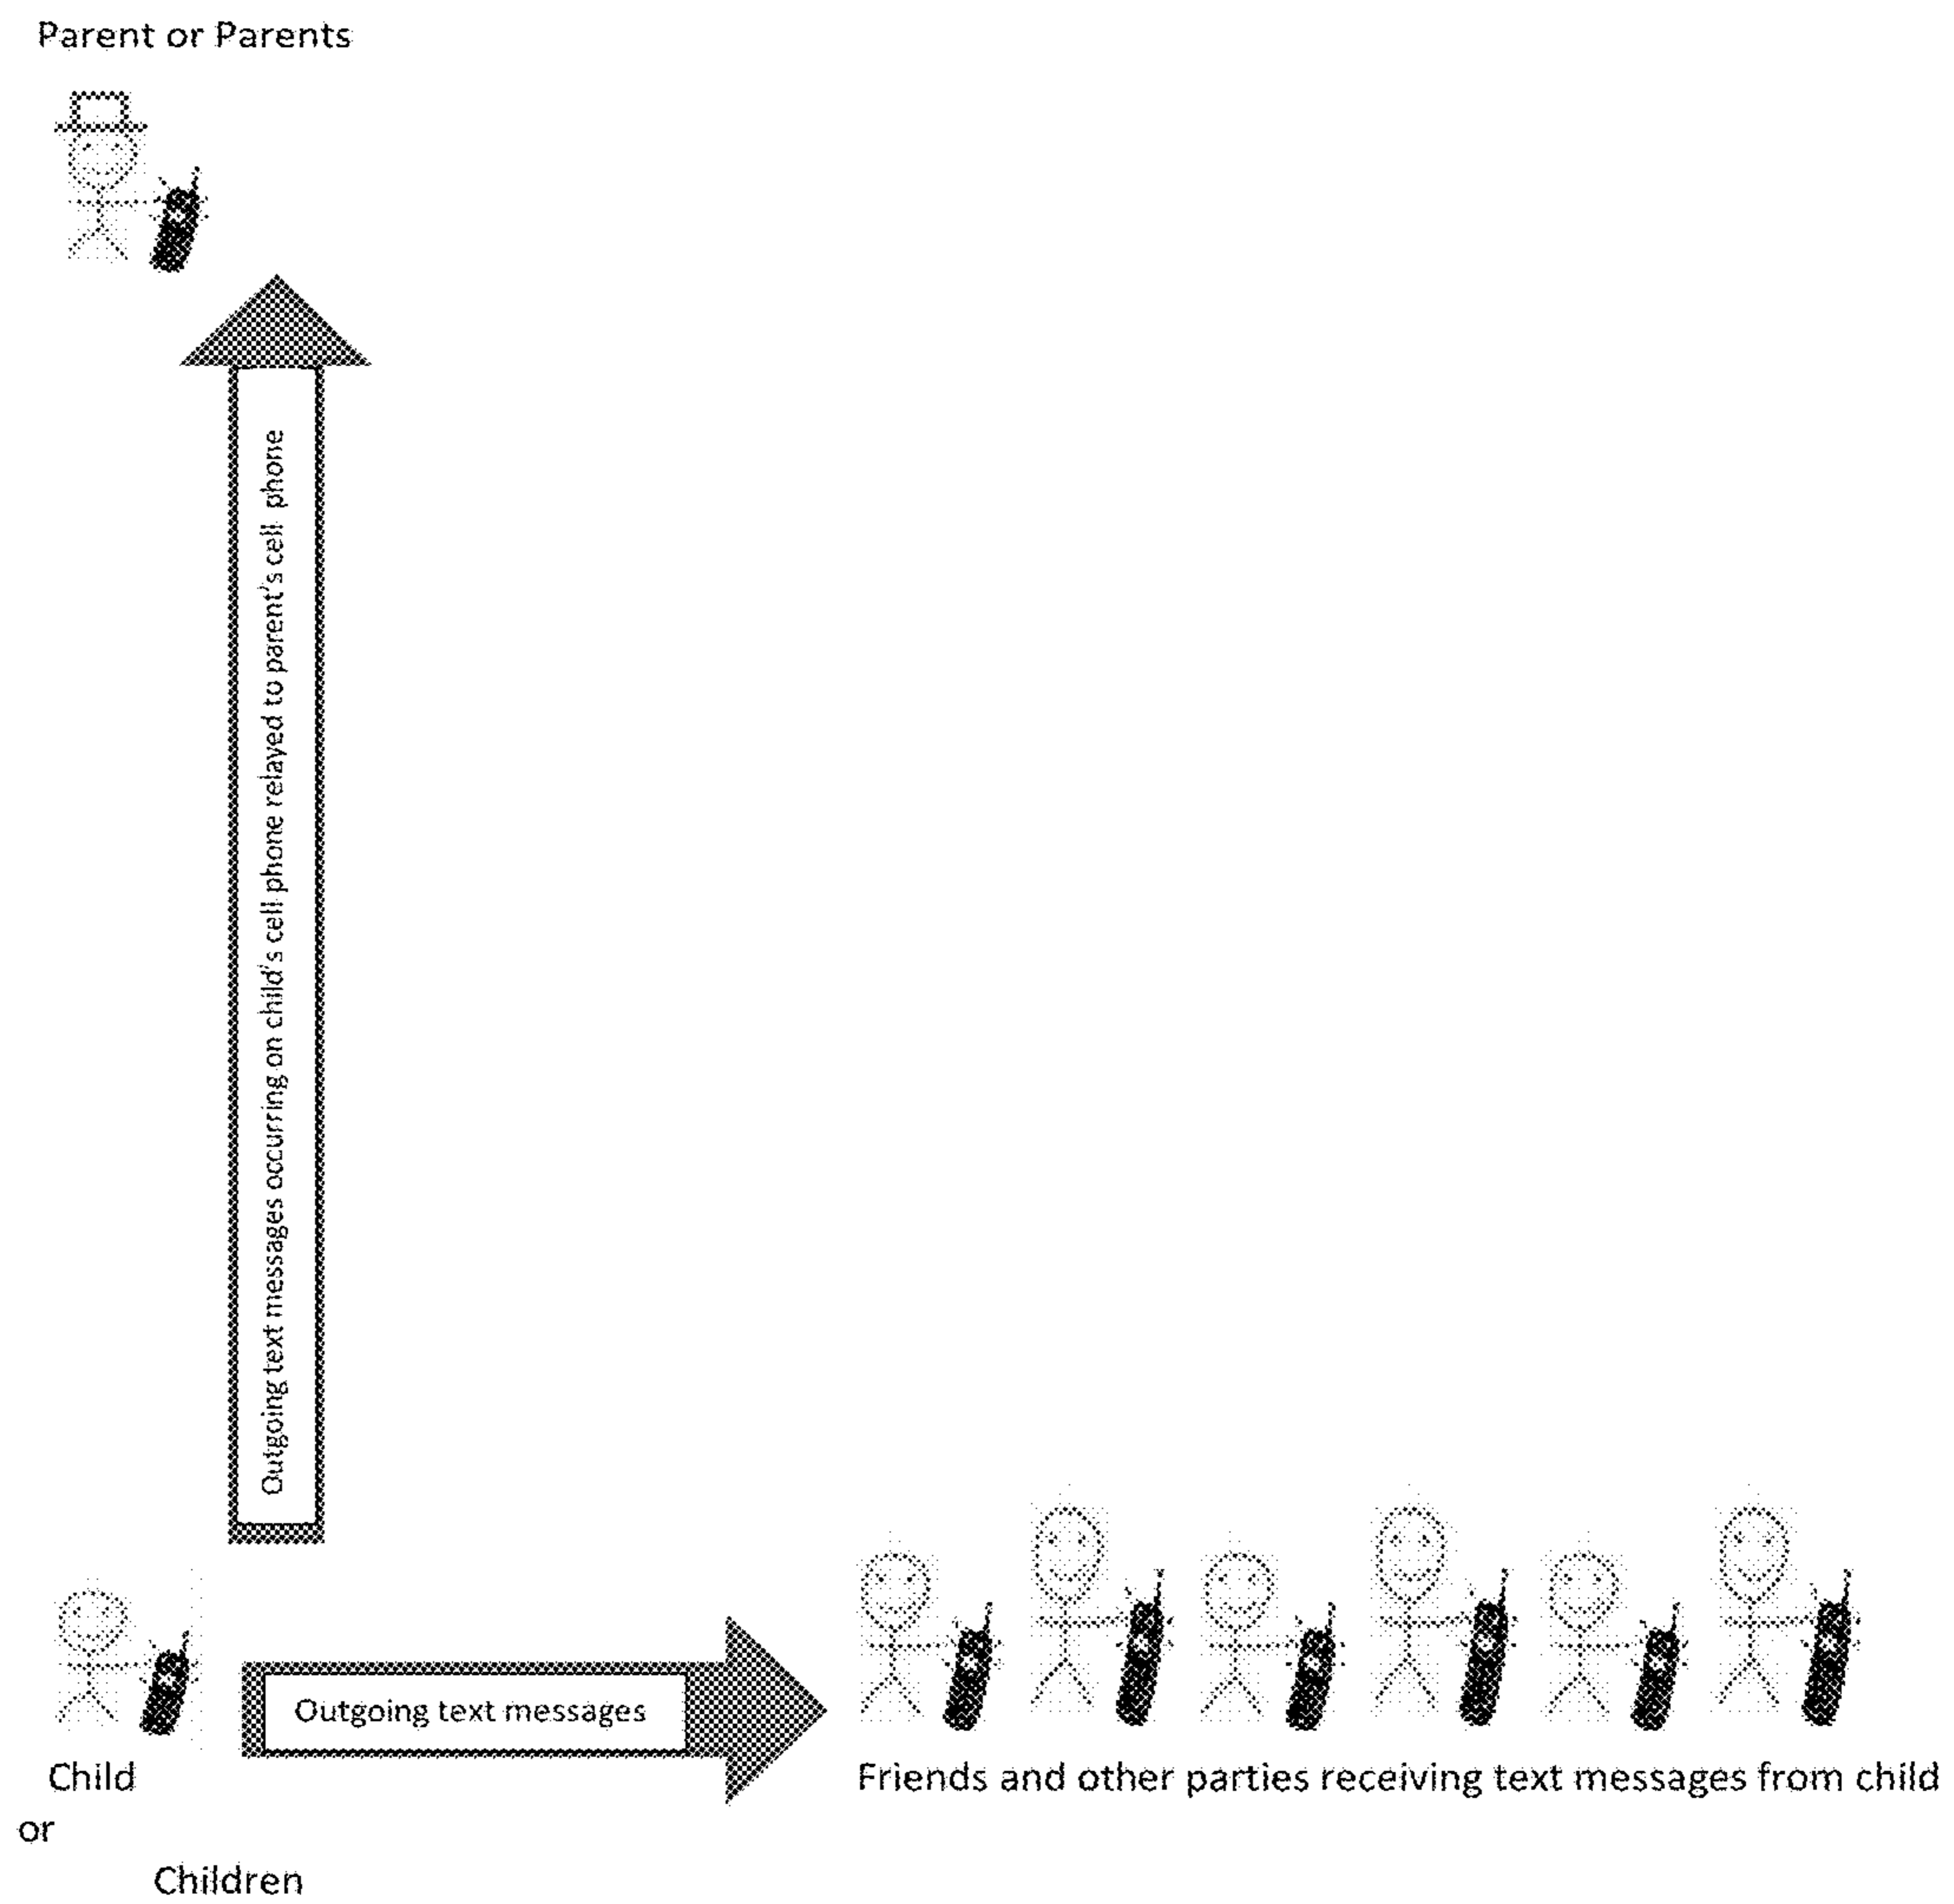 Parent or Parents
Outgoing text messages occurring on child's cell phone relayed to parent's cell phone
Outgoing text messages
Child
or
Children
Friends and other parties receiving text messages from child